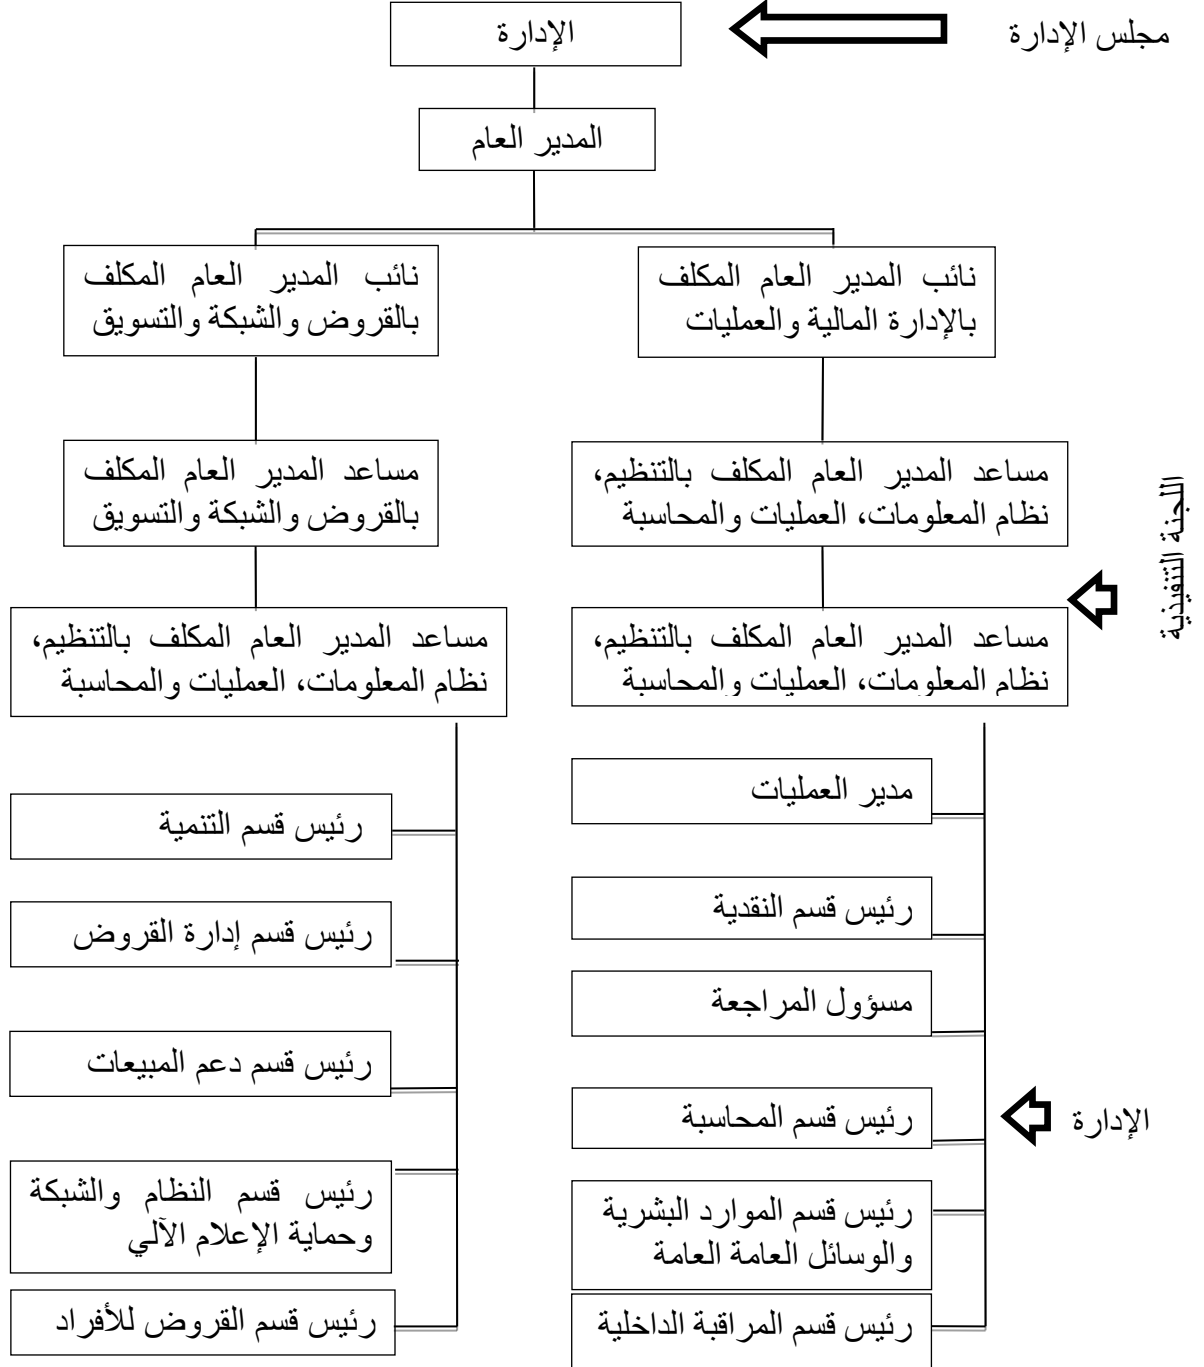 مجلس الإدارة
الإدارة
المدير العام
نائب المدير العام المكلف
بالإدارة المالية والعمليات
نائب المدير العام المكلف
بالقروض والشبكة والتسويق
مساعد المدير العام المكلف بالتنظيم،
نظام المعلومات، العمليات والمحاسبة
مساعد المدير العام المكلف
بالقروض والشبكة والتسويق
اللجنة التنفيذية
مساعد المدير العام المكلف بالتنظيم،
نظام المعلومات، العمليات والمحاسبة
مساعد المدير العام المكلف بالتنظيم،
نظام المعلومات، العمليات والمحاسبة
مدير العمليات
رئيس قسم النقدية
مسؤول المراجعة
رئيس قسم المحاسبة
رئيس قسم الموارد البشرية
والوسائل العامة العامة
رئيس قسم المراقبة الداخلية
الإدارة
رئيس قسم التنمية
رئيس قسم إدارة القروض
رئيس قسم دعم المبيعات
رئيس قسم النظام والشبكة
وحماية الإعلام الآلي
رئيس قسم القروض للأفراد